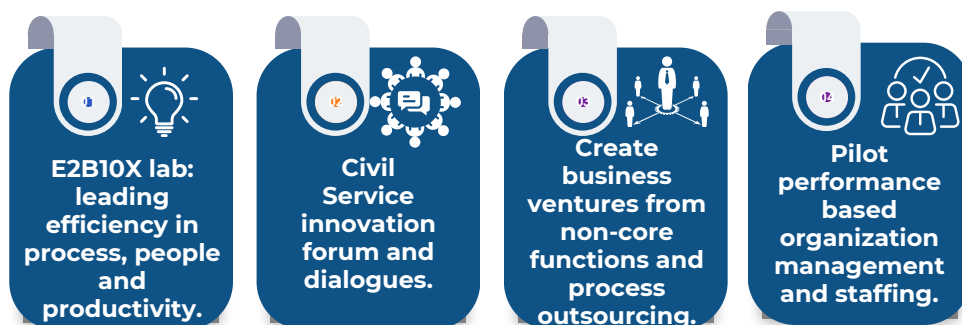 01
E2B10X lab:
leading
efficiency in
process, people
and
productivity.
02
Civil
Service
innovation
forum and
dialogues.
03
Create
business
ventures from
non-core
functions and
process
outsourcing.
04
Pilot
performance
based
organization
management
and staffing.